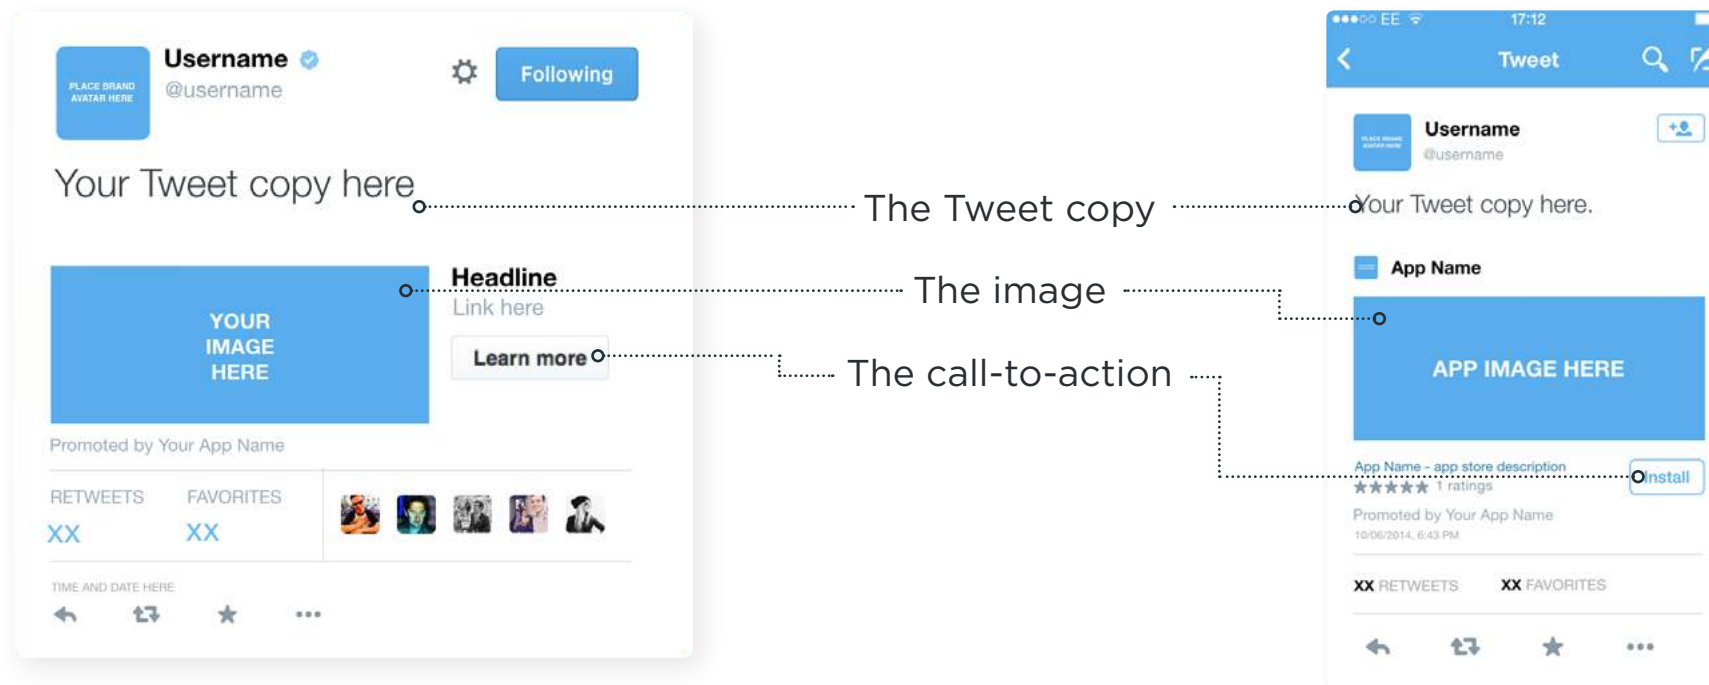 PLACE BRAND
AVATAR HERE
Username
@username
Following
Your Tweet copy here
YOUR
IMAGE
HERE
Headline
Link here
Learn more
Promoted by Your App Name
RETWEETS FAVORITES
XX XX
TIME AND DATE HERE
The Tweet copy
The image
The call-to-action
EE 17:12
Tweet
PLACE BRAND
AVATAR HERE
Username
@username
Your Tweet copy here.
App Name
APP IMAGE HERE
App Name - app store description
1 ratings
Install
Promoted by Your App Name
10/06/2014, 6:43 PM
XX RETWEETS XX FAVORITES